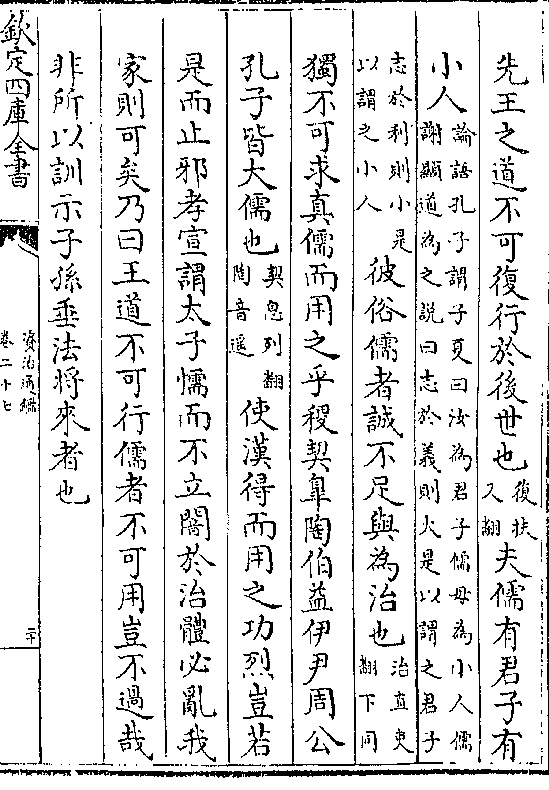 先王之道不可復行於後世也復扶又翻夫儒有君子有
小人論語孔子謂子夏曰汝為君子儒毋為小人儒謝顯道為之說曰志於義則大是以謂之君子
志於利則小是以謂之小人彼俗儒者誠不足與為治也治直吏翻下同
獨不可求真儒而用之乎稷契臯陶伯益伊尹周公
孔子皆大儒也契息列翻陶音遥使漢得而用之功烈豈若
是而止邪孝宣謂太子懦而不立闇於治體必亂我
家則可矣乃曰王道不可行儒者不可用豈不過哉
非所以訓示子孫垂法將來者也
欽定四庫全書
資治通鑑
卷二十七
二十